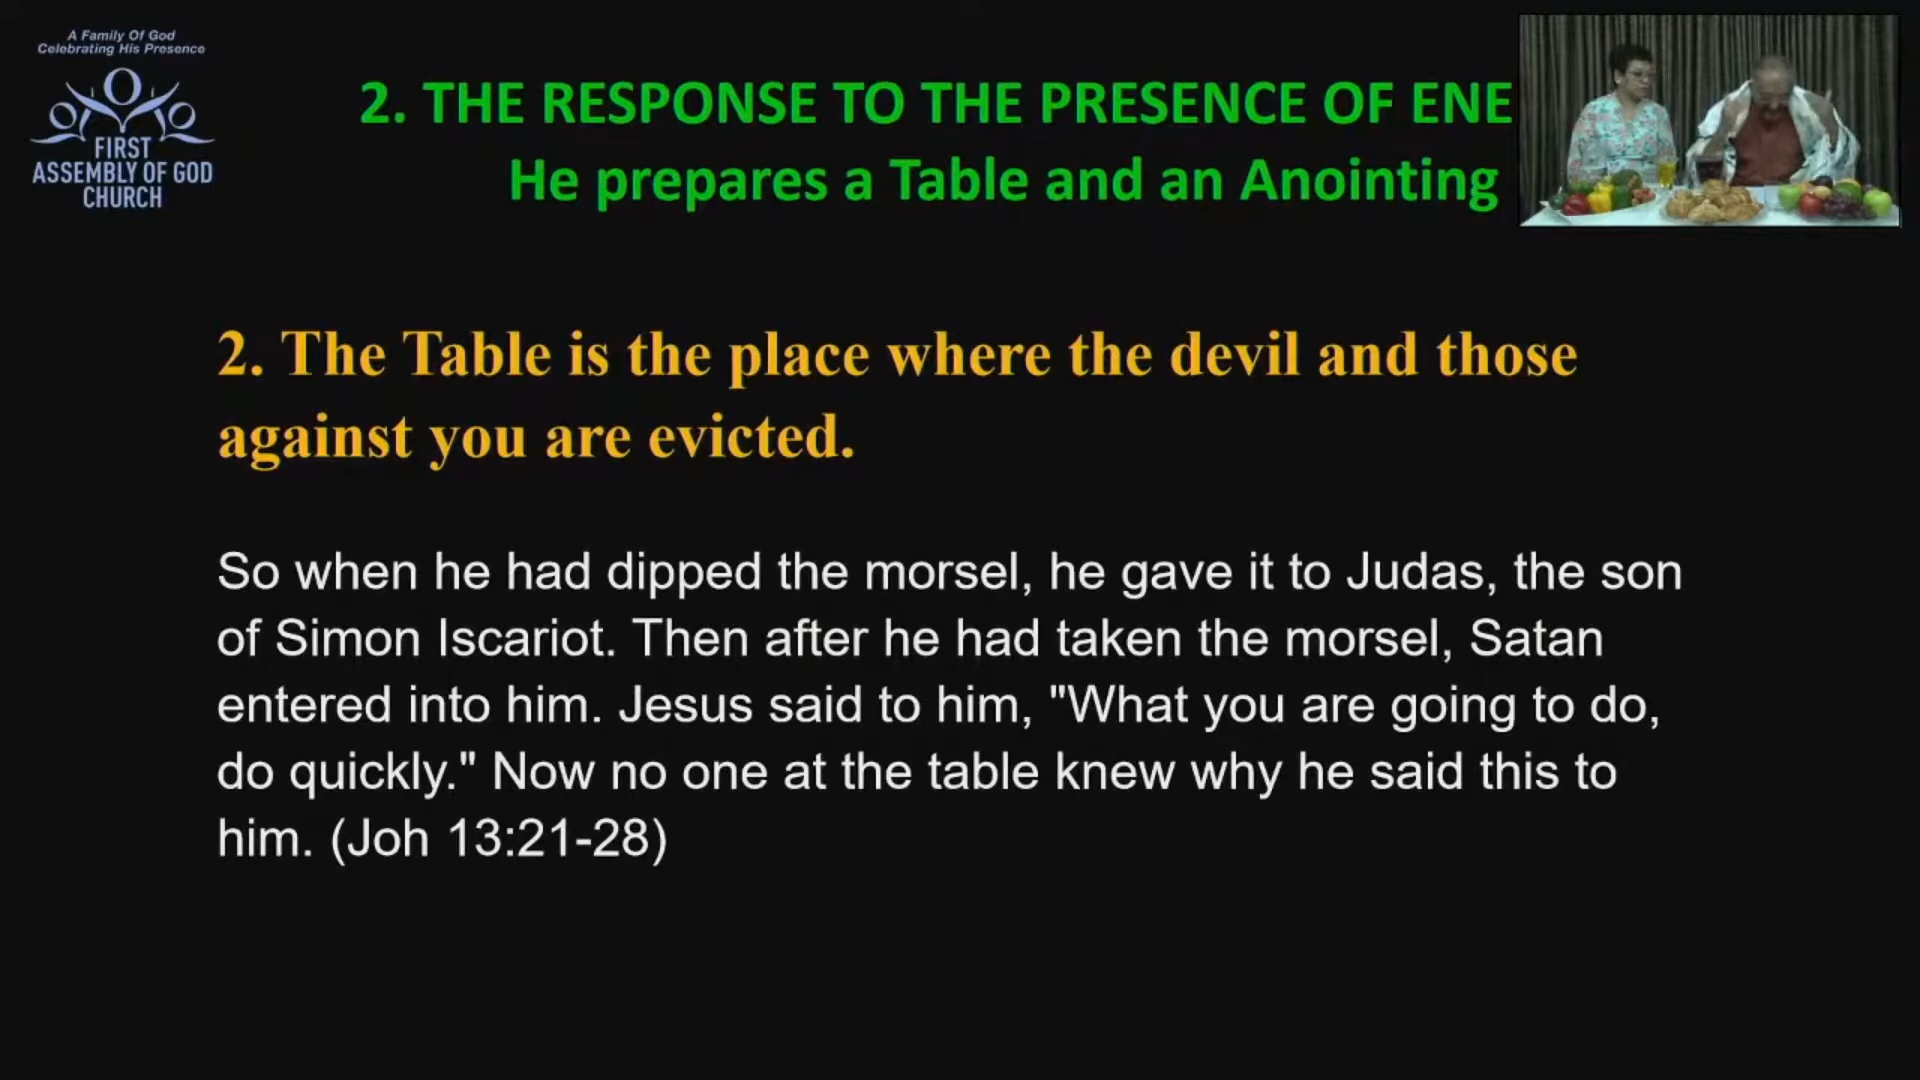 A Family Of God
Celebrating His Presence
FIRST
ASSEMBLY OF GOD
CHURCH
2. THE RESPONSE TO THE PRESENCE OF ENE
He prepares a Table and an Anointing
2. The Table is the place where the devil and those
against you are evicted.
So when he had dipped the morsel, he gave it to Judas, the son
of Simon Iscariot. Then after he had taken the morsel, Satan
entered into him. Jesus said to him, "What you are going to do,
do quickly." Now no one at the table knew why he said this to
him. (Joh 13:21-28)